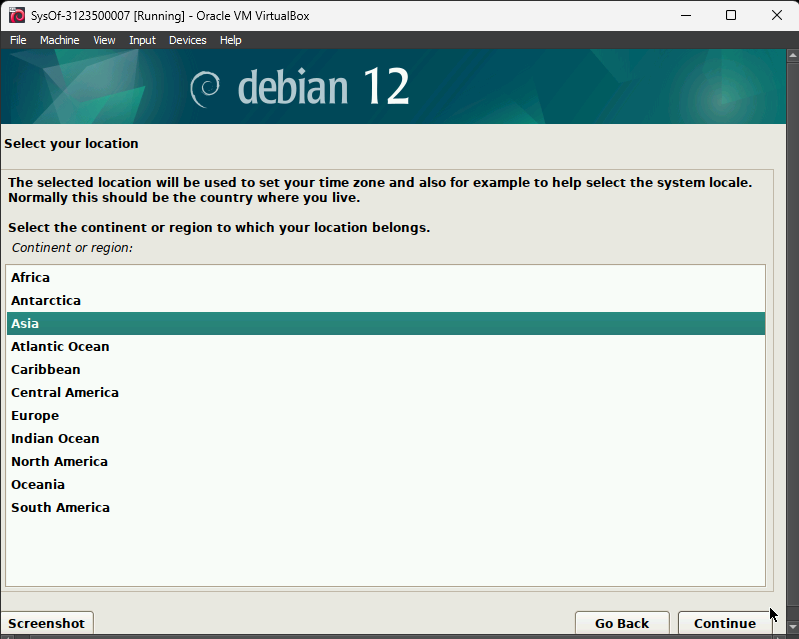 SysOf-3123500007 [Running] - Oracle VM VirtualBox
File Machine View Input Devices Help
debian 12
Select your location
The selected location will be used to set your time zone and also for example to help select the system locale.
Normally this should be the country where you live.
Select the continent or region to which your location belongs.
Continent or region:
Africa
Antarctica
Asia
Atlantic Ocean
Caribbean
Central America
Europe
Indian Ocean
North America
Oceania
South America
Screenshot Go Back Continue